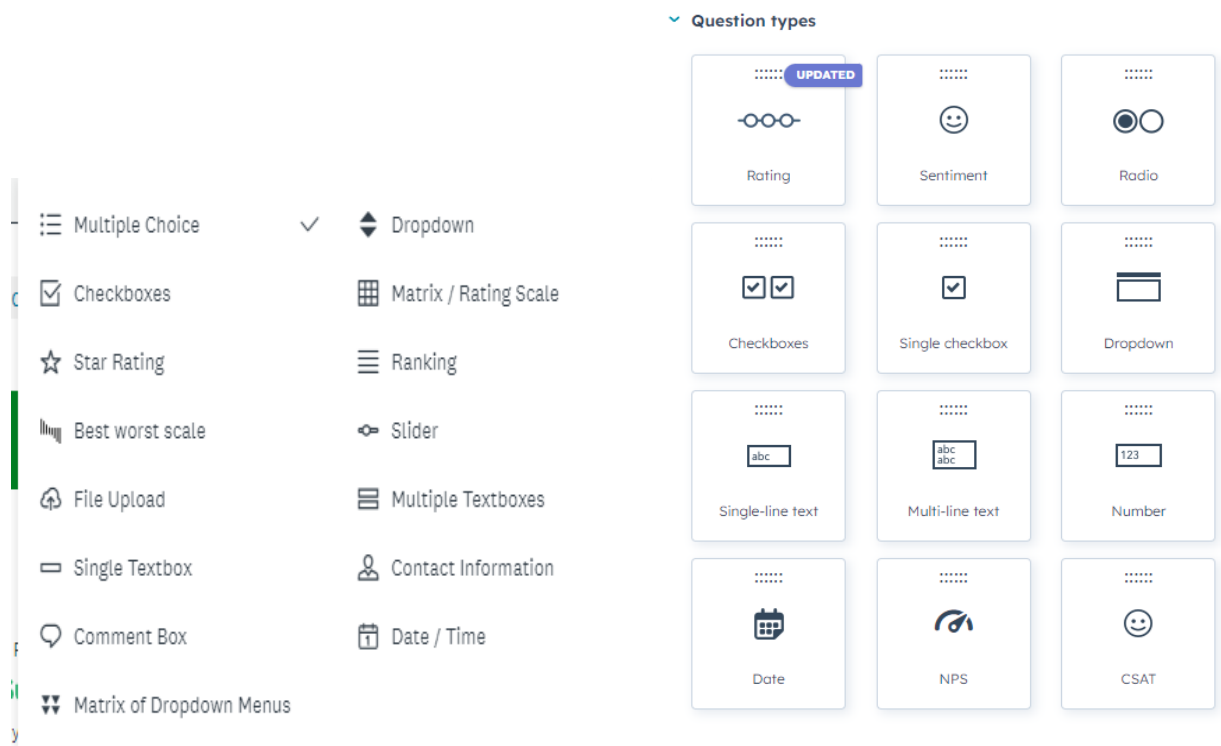 Multiple Choice
Dropdown
Checkboxes
Matrix / Rating Scale
Star Rating
Ranking
Best worst scale
Slider
File Upload
Multiple Textboxes
Single Textbox
Contact Information
Comment Box
1
Date / Time
Matrix of Dropdown Menus
Question types
UPDATED
Rating
Sentiment
Radio
Checkboxes
Single checkbox
Dropdown
abc
Single-line text
abc
abc
Multi-line text
123
Number
Date
NPS
CSAT